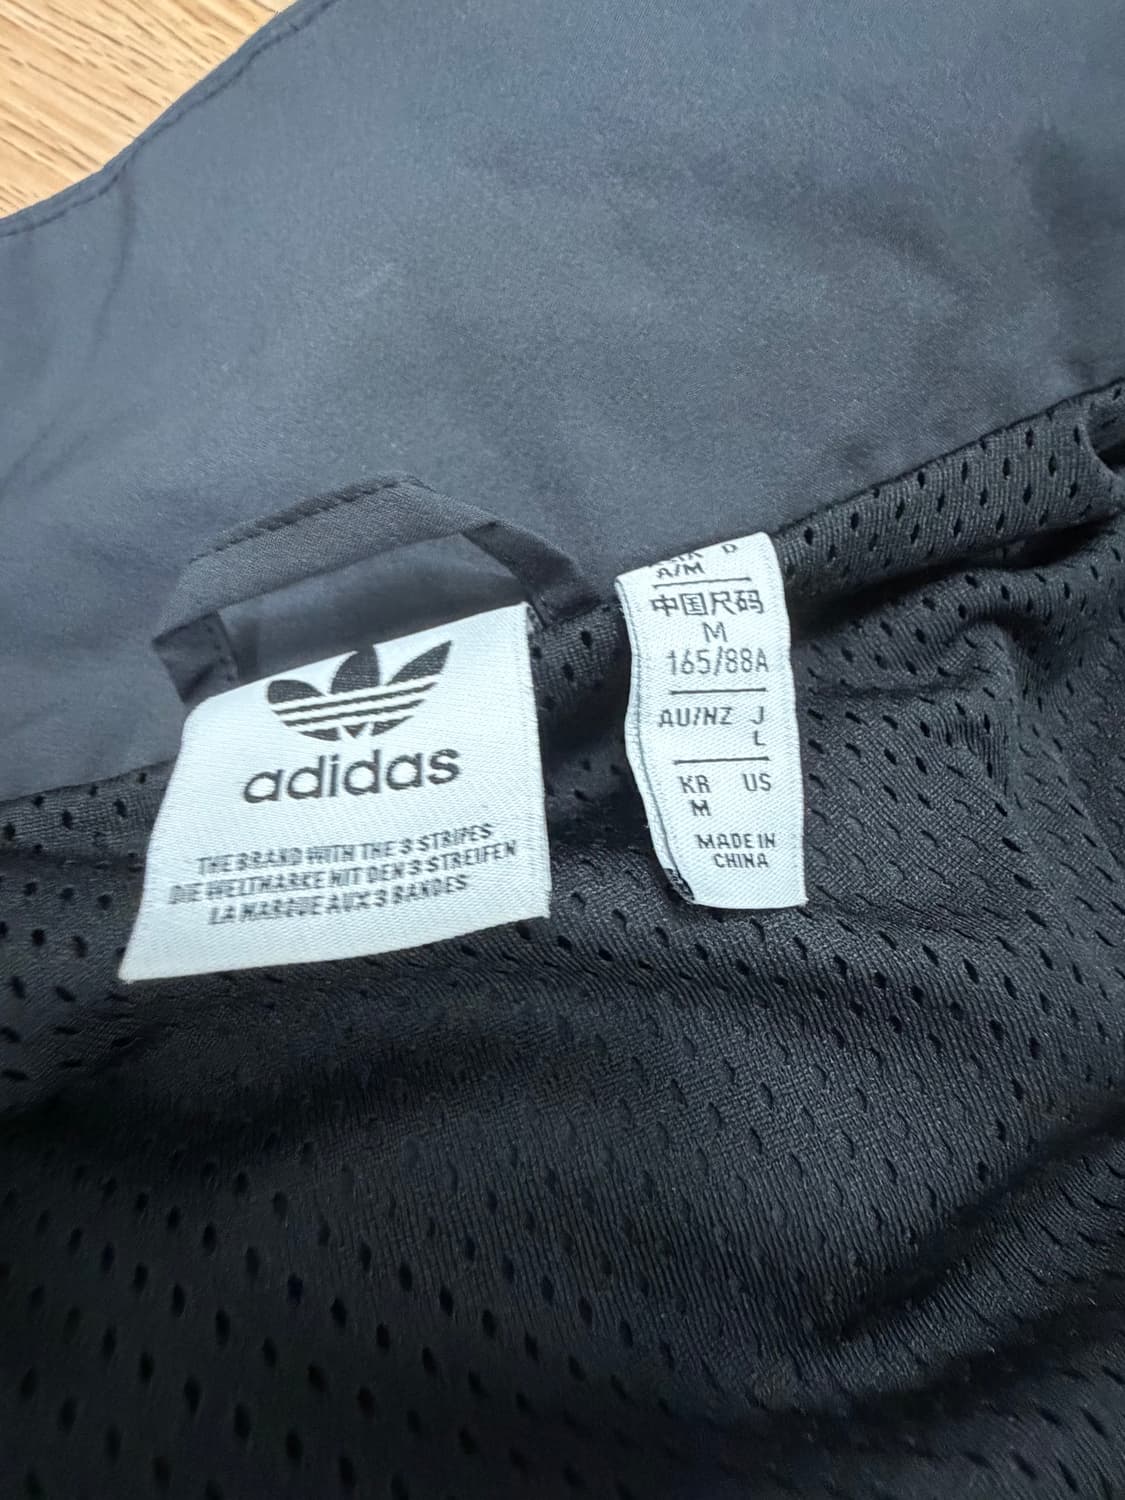 adidas
THE BRAND WITH THE 3 STRIPES
DIE WELTMARKE MIT DEN 3 STREIFEN
LA MARQUE AUX 3 BANDES
D
A/M
中国尺码
M
165/88A
AU/NZ J
L
KR US
M
MADE IN
CHINA